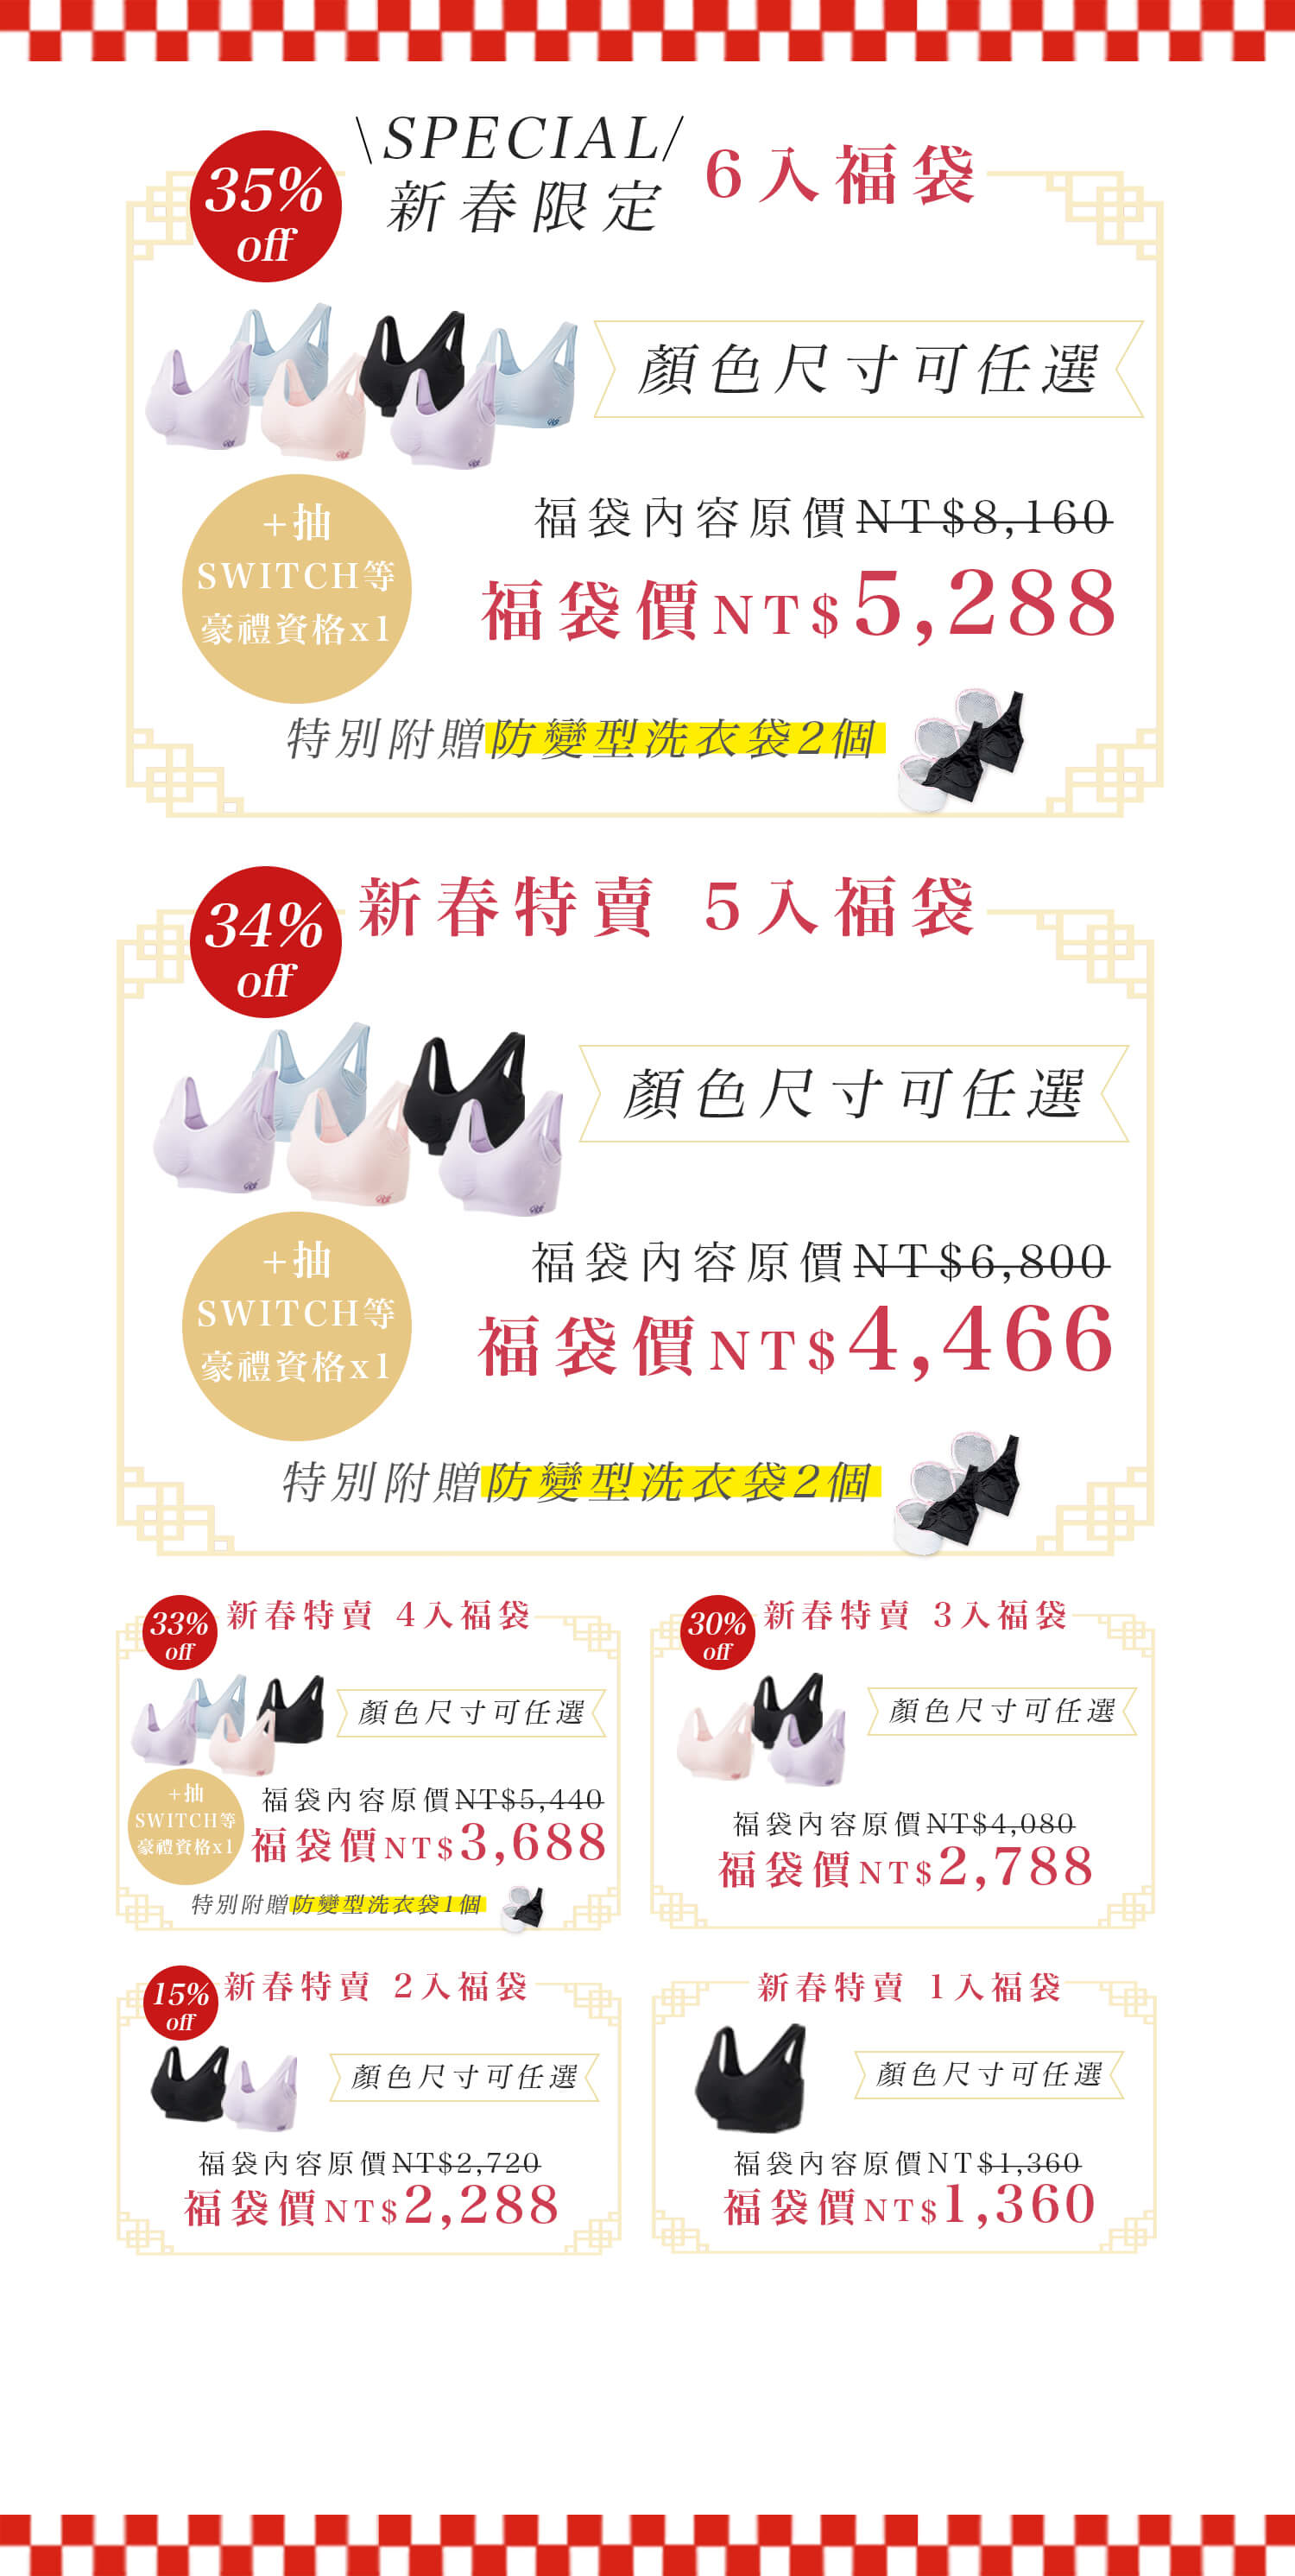 35%
off
\SPECIAL/
新春限定
6入福袋
顏色尺寸可任選
+抽
SWITCH等
豪禮資格x1
福袋內容原價NT$8,160
福袋價NT$5,288
特別附贈防變型洗衣袋2個
34%
off
新春特賣 5入福袋
顏色尺寸可任選
+抽
SWITCH等
豪禮資格x1
福袋內容原價NT$6,800
福袋價NT$4,466
特別附贈防變型洗衣袋2個
33%
off
新春特賣 4入福袋
顏色尺寸可任選
+抽
SWITCH等
豪禮資格x1
福袋內容原價NT$5,440
福袋價NT$3,688
特別附贈防變型洗衣袋1個
30%
off
新春特賣 3入福袋
顏色尺寸可任選
福袋內容原價NT$4,080
福袋價NT$2,788
15%
off
新春特賣 2入福袋
顏色尺寸可任選
福袋內容原價NT$2,720
福袋價NT$2,288
新春特賣 1入福袋
顏色尺寸可任選
福袋內容原價NT$1,360
福袋價NT$1,360